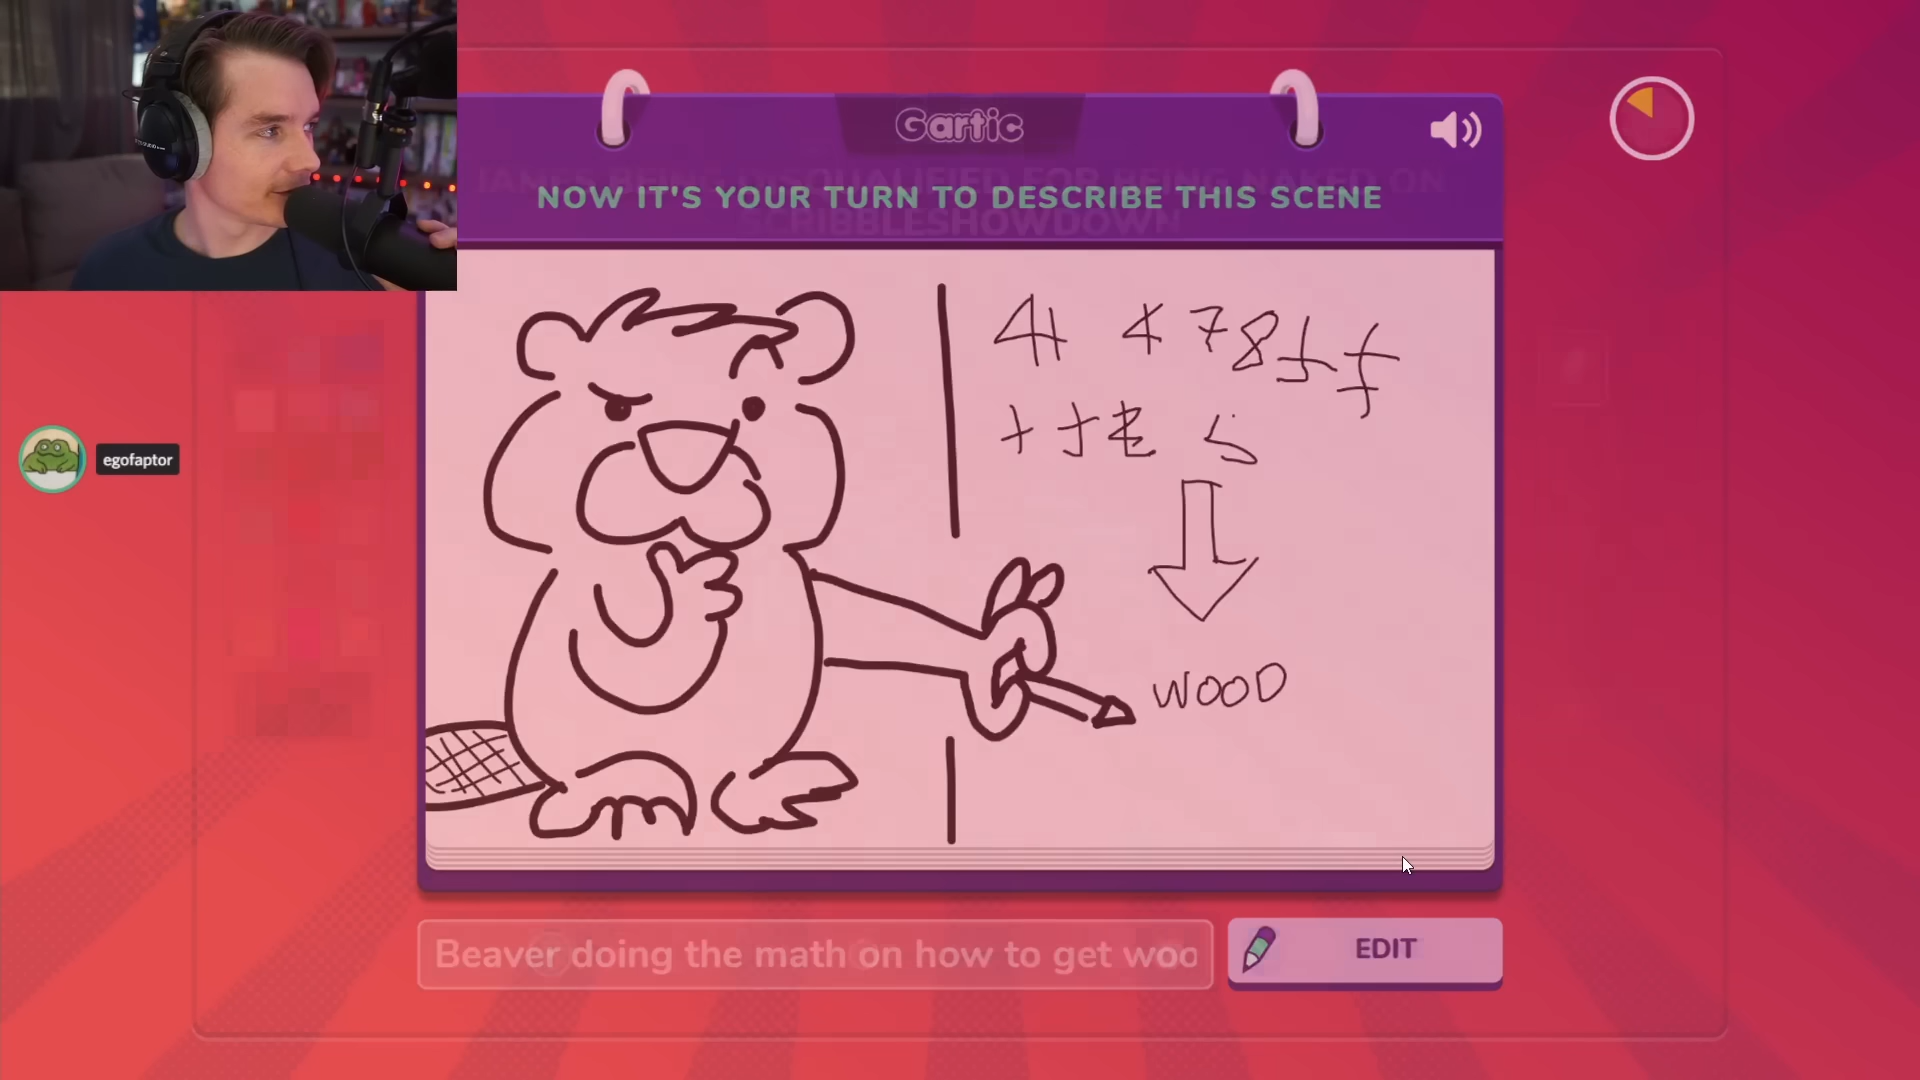 Gartic
NOW IT'S YOUR TURN TO DESCRIBE THIS SCENE
SCRIBBLESHOWDOWN
egofaptor
WOOD
Beaver doing the math on how to get woo
EDIT